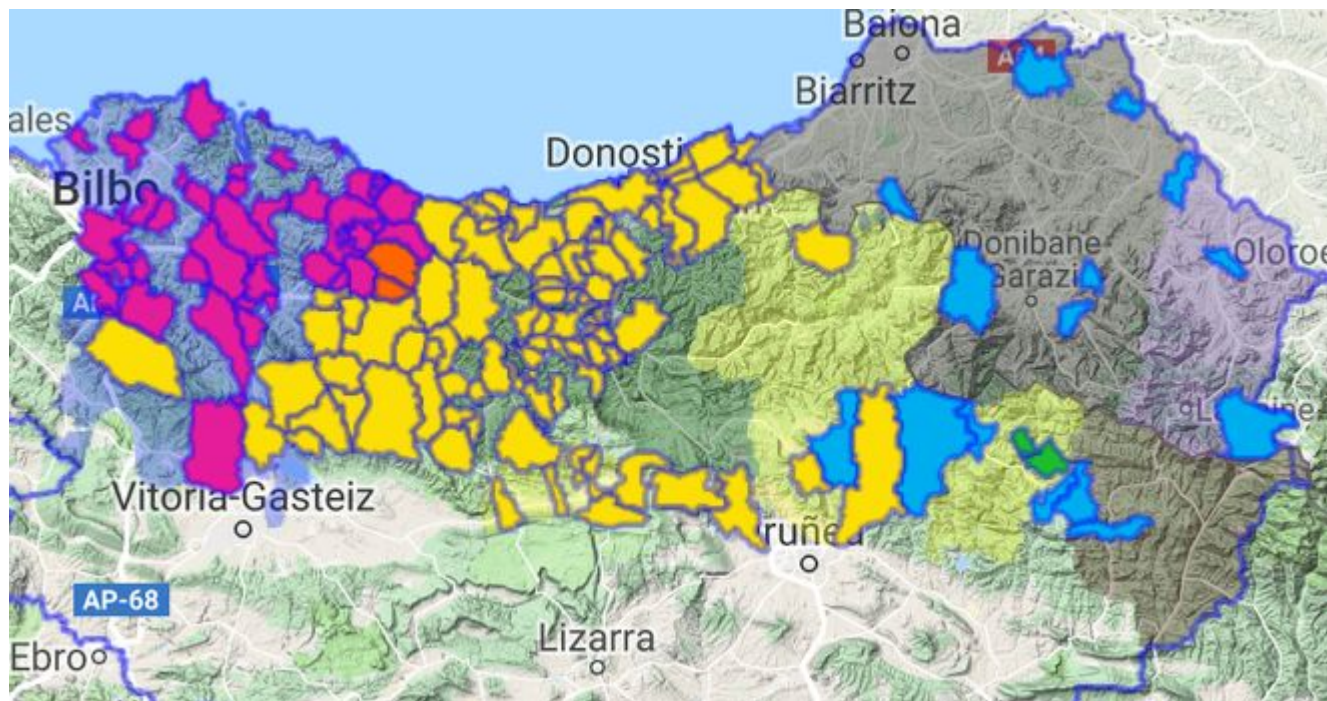 Baiona
Biarritz
ales
Donosti
Bilbo
Donibane
Garazi
Oloroe
Vitoria-Gasteiz
ruñea
AP-68
Lizarra
Ebro